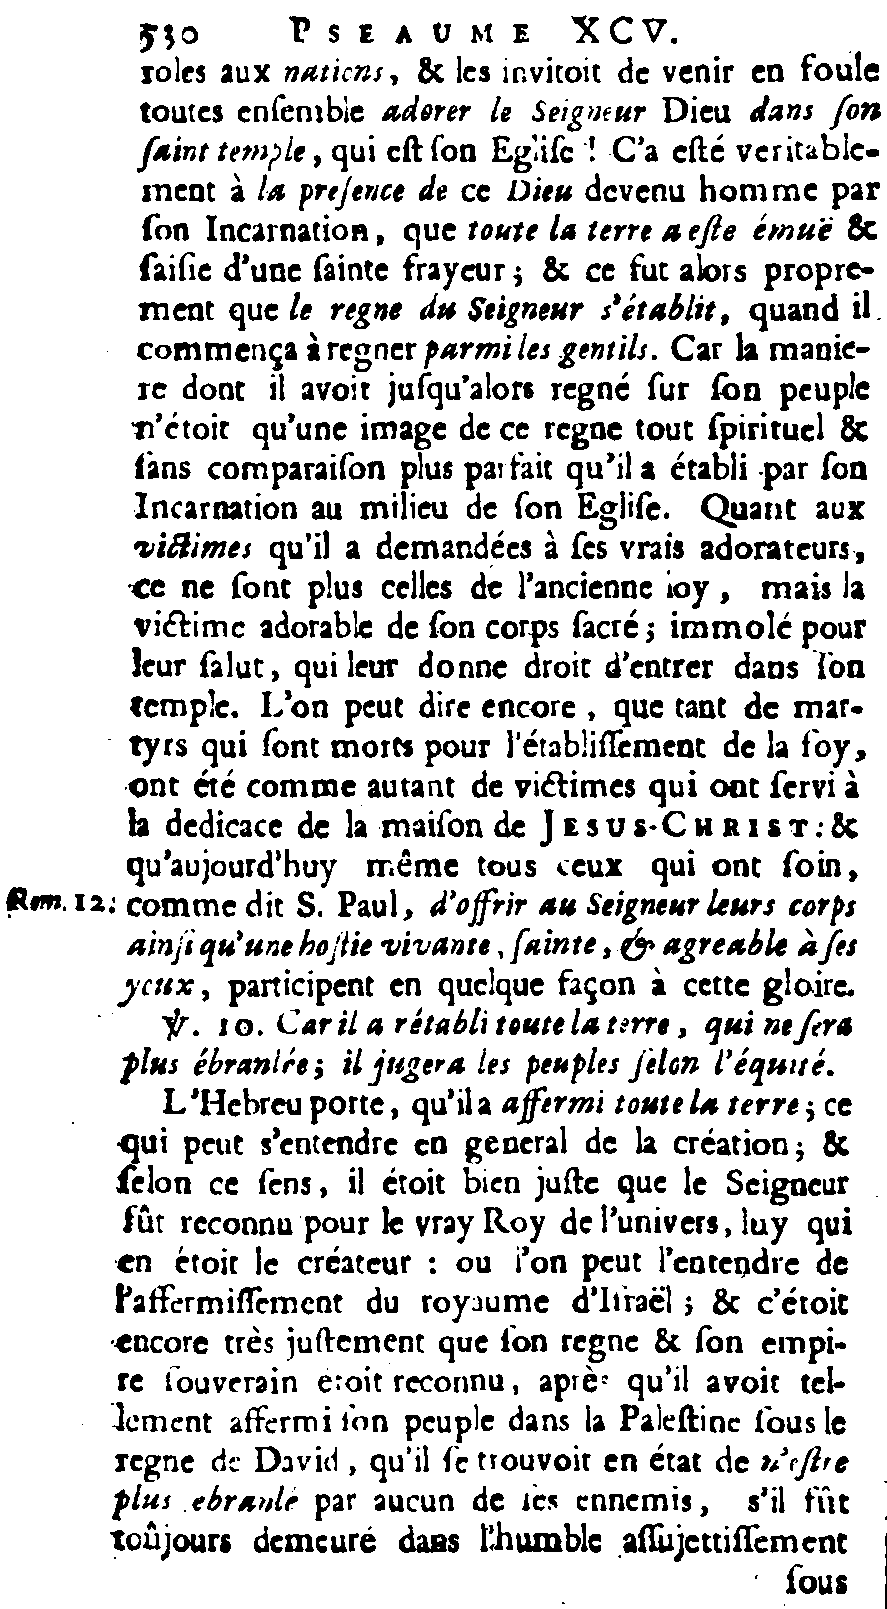 530 PSEAUME XCV.
roles aux nations, & les invitoit de venir en foule
toutes enſemble adorer le Seigneur Dieu dans ſon
ſaint temple, qui eſt ſon Egliſe ! C'a eſté veritable-
ment à la preſence de ce Dieu devenu homme par
ſon Incarnation, que toute la terre a eſte émuë &
ſaiſie d'une ſainte frayeur ; & ce fut alors propre-
ment que le regne du Seigneur s'établit, quand il
commença à regner parmi les gentils. Car la manie-
re dont il avoit juſqu'alors regné ſur ſon peuple
n'étoit qu'une image de ce regne tout ſpirituel &
ſans comparaiſon plus parfait qu'il a établi par ſon
Incarnation au milieu de ſon Egliſe. Quant aux
victimes qu'il a demandées à ſes vrais adorateurs,
ce ne ſont plus celles de l'ancienne loy, mais la
victime adorable de ſon corps ſacré ; immolé pour
leur ſalut, qui leur donne droit d'entrer dans ſon
temple. L'on peut dire encore, que tant de mar-
tyrs qui ſont morts pour l'établiſſement de la foy,
ont été comme autant de victimes qui ont ſervi à
la dedicace de la maiſon de JESUS-CHRIST : &
qu'aujourd'huy même tous ceux qui ont ſoin,
Rom. 12. comme dit S. Paul, d'offrir au Seigneur leurs corps
ainſi qu'une hoſtie vivante, ſainte, & agreable à ſes
yeux, participent en quelque façon à cette gloire.
℣. 10. Car il a rétabli toute la terre, qui ne ſera
plus ébranlée ; il jugera les peuples ſelon l'équité.
L'Hebreu porte, qu'il a affermi toute la terre ; ce
qui peut s'entendre en general de la création ; &
ſelon ce ſens, il étoit bien juſte que le Seigneur
fût reconnu pour le vray Roy de l'univers, luy qui
en étoit le créateur : ou l'on peut l'entendre de
l'affermiſſement du royaume d'Iſraël ; & c'étoit
encore très juſtement que ſon regne & ſon empi-
re ſouverain étoit reconnu, après qu'il avoit tel-
lement affermi ſon peuple dans la Paleſtine ſous le
regne de David, qu'il ſe trouvoit en état de n'eſtre
plus ebranlé par aucun de ſes ennemis, s'il fût
toûjours demeuré dans l'humble aſſujettiſſement
ſous